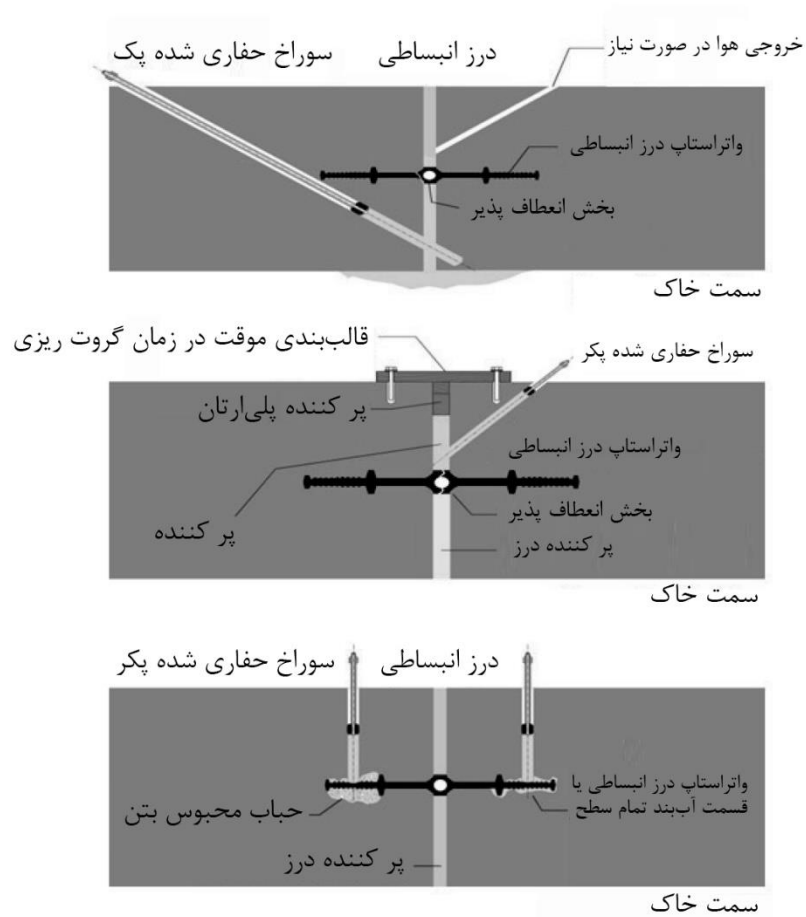 خروجی هوا در صورت نیاز
درز انبساطی
سوراخ حفاری شده پک
واتراستاپ درز انبساطی
بخش انعطاف پذیر
سمت خاک
قالب‌بندی موقت در زمان گروت ریزی
سوراخ حفاری شده پکر
پر کننده پلی‌ارتان
واتراستاپ درز انبساطی
بخش انعطاف پذیر
پر کننده
پر کننده درز
سمت خاک
درز انبساطی
سوراخ حفاری شده پکر
واتراستاپ درز انبساطی یا
قسمت آب‌بند تمام سطح
حباب محبوس بتن
پر کننده درز
سمت خاک